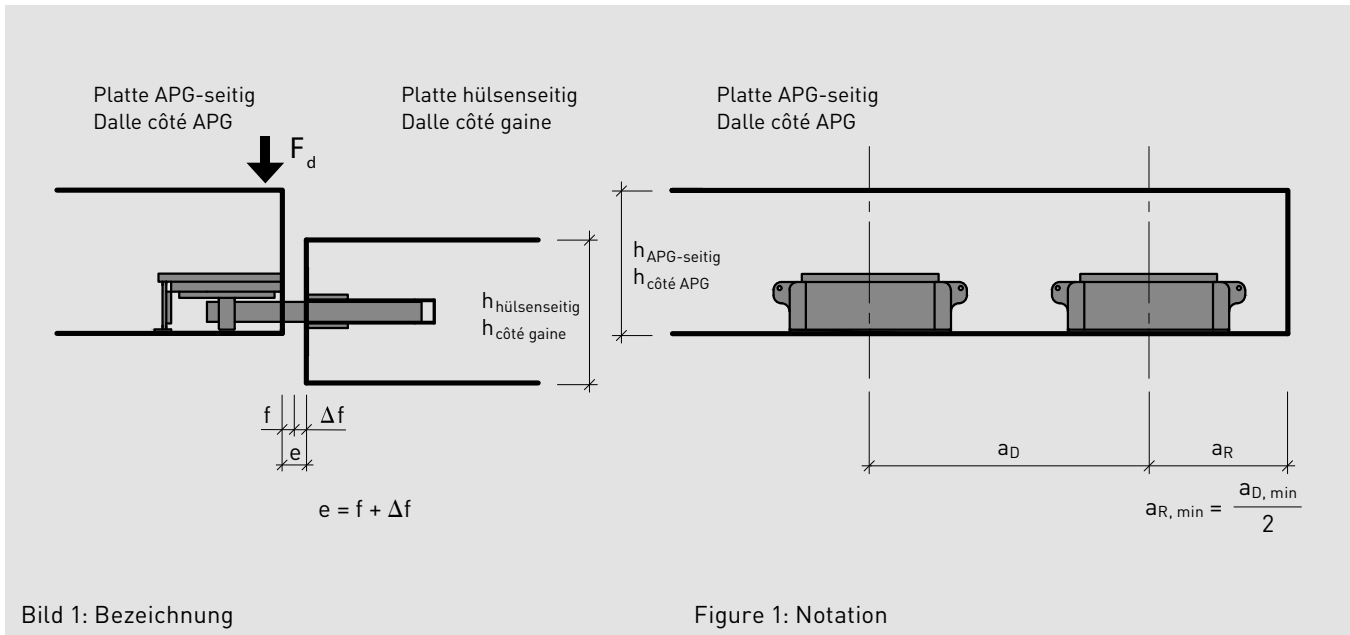 Platte APG-seitig
Dalle côté APG
Platte hülsenseitig
Dalle côté gaine
Platte APG-seitig
Dalle côté APG
F_d
h_APG-seitig
h_côté APG
h_hülsenseitig
h_côté gaine
f
Δf
e
e = f + Δf
a_D
a_R
a_R, min = a_D, min / 2
Bild 1: Bezeichnung
Figure 1: Notation